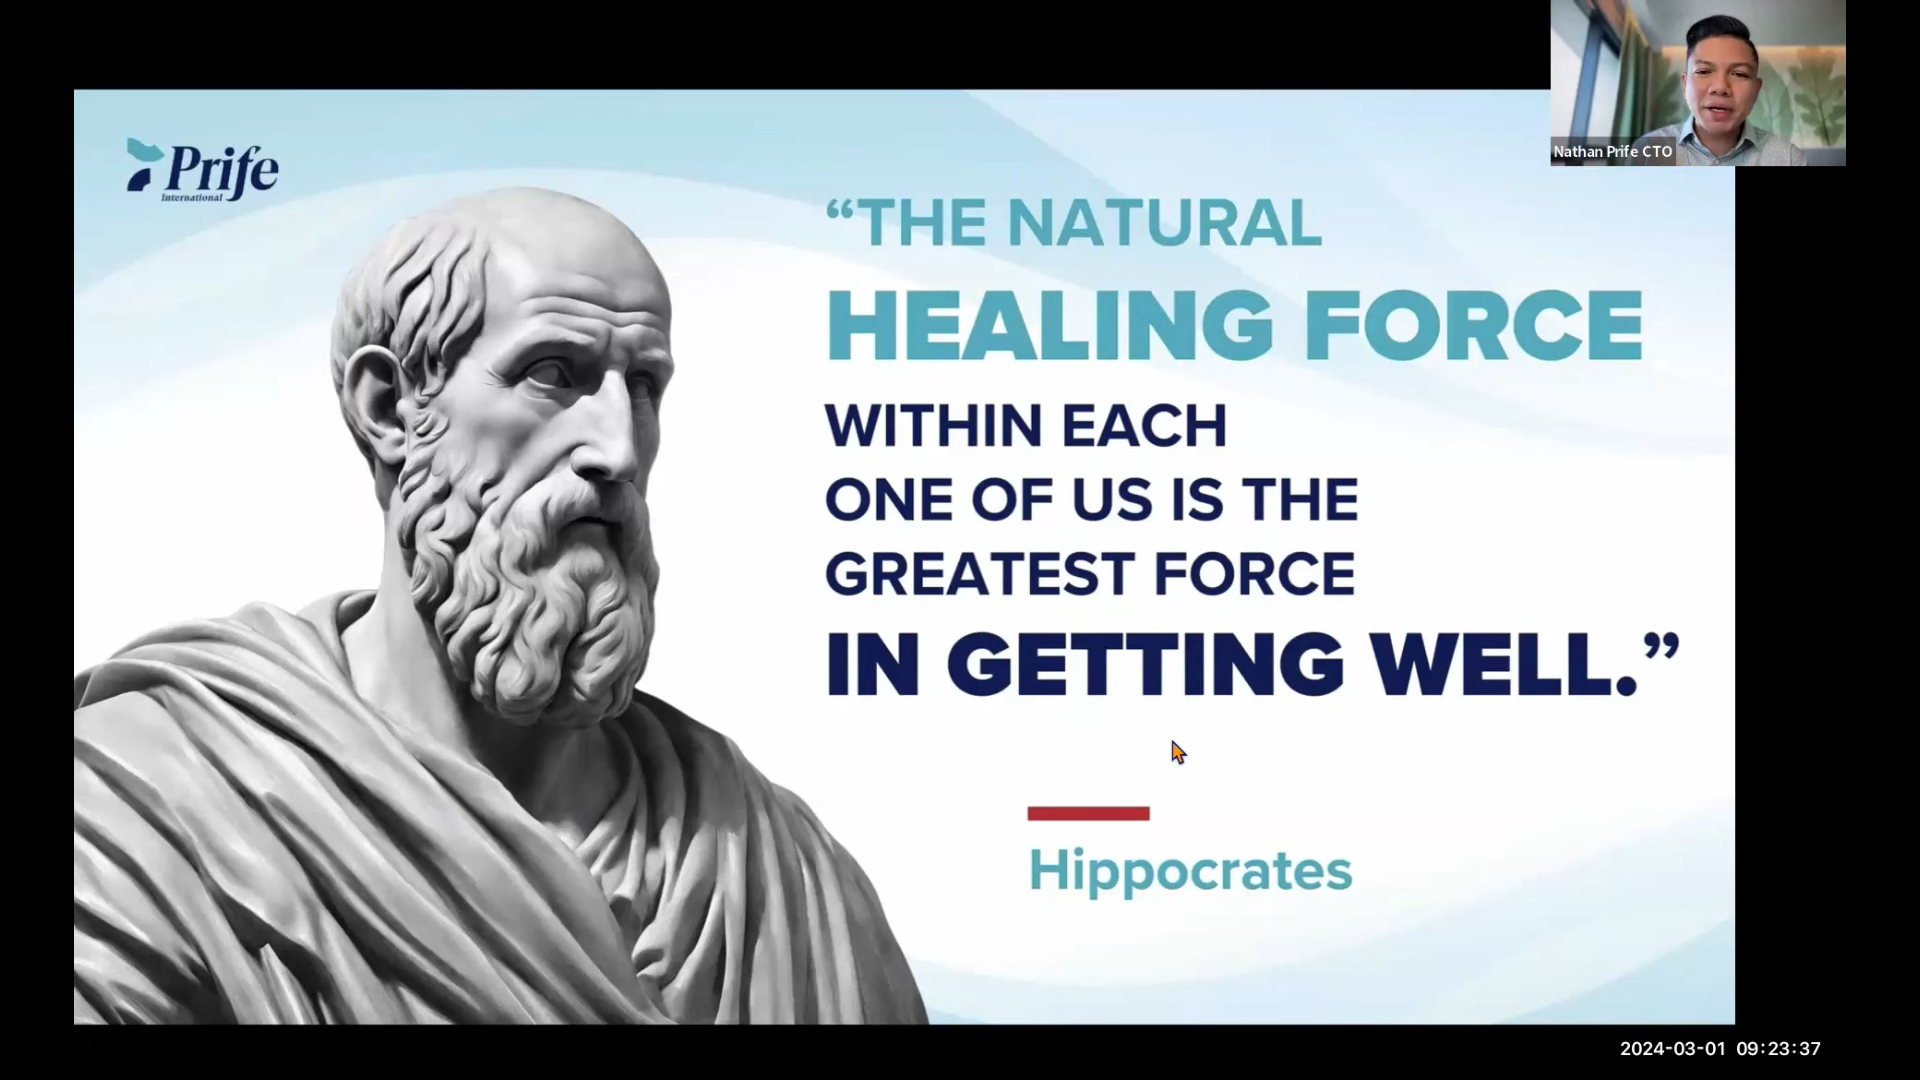 Nathan Prife CTO
Prife
International
“THE NATURAL
HEALING FORCE
WITHIN EACH
ONE OF US IS THE
GREATEST FORCE
IN GETTING WELL.”
Hippocrates
2024-03-01 09:23:37